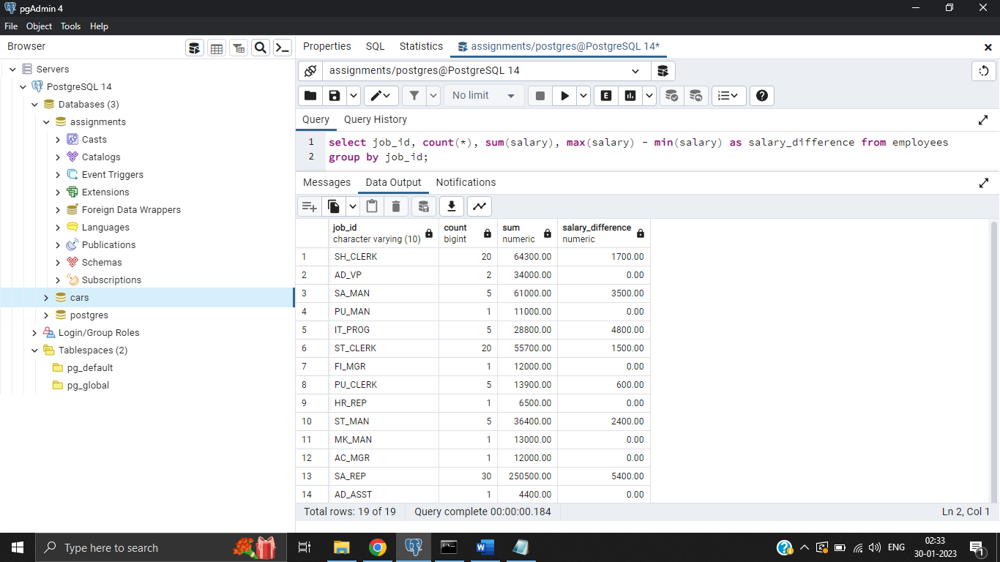 pgAdmin 4
File Object Tools Help
Browser
Servers
PostgreSQL 14
Databases (3)
assignments
Casts
Catalogs
Event Triggers
Extensions
Foreign Data Wrappers
Languages
Publications
Schemas
Subscriptions
cars
postgres
Login/Group Roles
Tablespaces (2)
pg_default
pg_global
Properties SQL Statistics assignments/postgres@PostgreSQL 14*
assignments/postgres@PostgreSQL 14
No limit
E
Query Query History
1 select job_id, count(*), sum(salary), max(salary) - min(salary) as salary_difference from employees
2 group by job_id;
Messages Data Output Notifications
job_id count sum salary_difference
character varying (10) bigint numeric numeric
1 SH_CLERK 20 64300.00 1700.00
2 AD_VP 2 34000.00 0.00
3 SA_MAN 5 61000.00 3500.00
4 PU_MAN 1 11000.00 0.00
5 IT_PROG 5 28800.00 4800.00
6 ST_CLERK 20 55700.00 1500.00
7 FI_MGR 1 12000.00 0.00
8 PU_CLERK 5 13900.00 600.00
9 HR_REP 1 6500.00 0.00
10 ST_MAN 5 36400.00 2400.00
11 MK_MAN 1 13000.00 0.00
12 AC_MGR 1 12000.00 0.00
13 SA_REP 30 250500.00 5400.00
14 AD_ASST 1 4400.00 0.00
Total rows: 19 of 19 Query complete 00:00:00.184 Ln 2, Col 1
Type here to search
ENG
02:33
30-01-2023
1